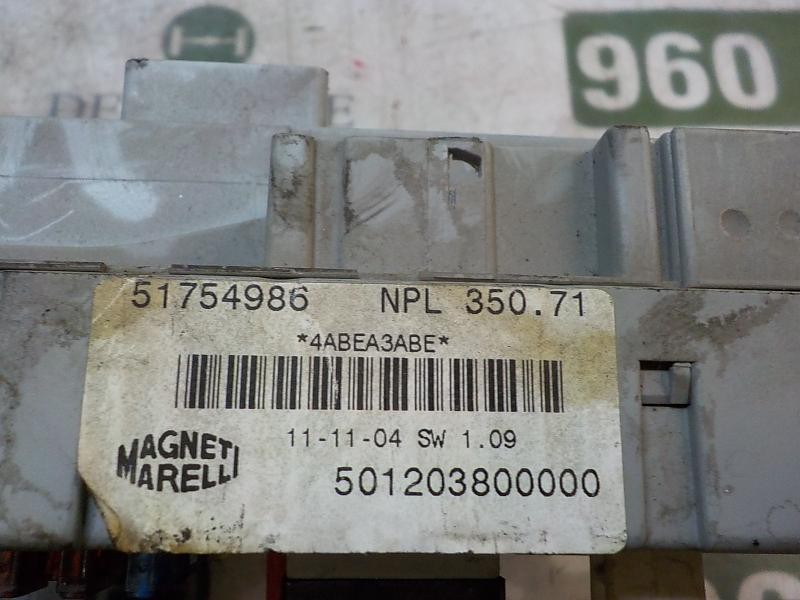 960
51754986 NPL 350.71
*4ABEA3ABE*
11-11-04 SW 1.09
MAGNETI
MARELLI
501203800000